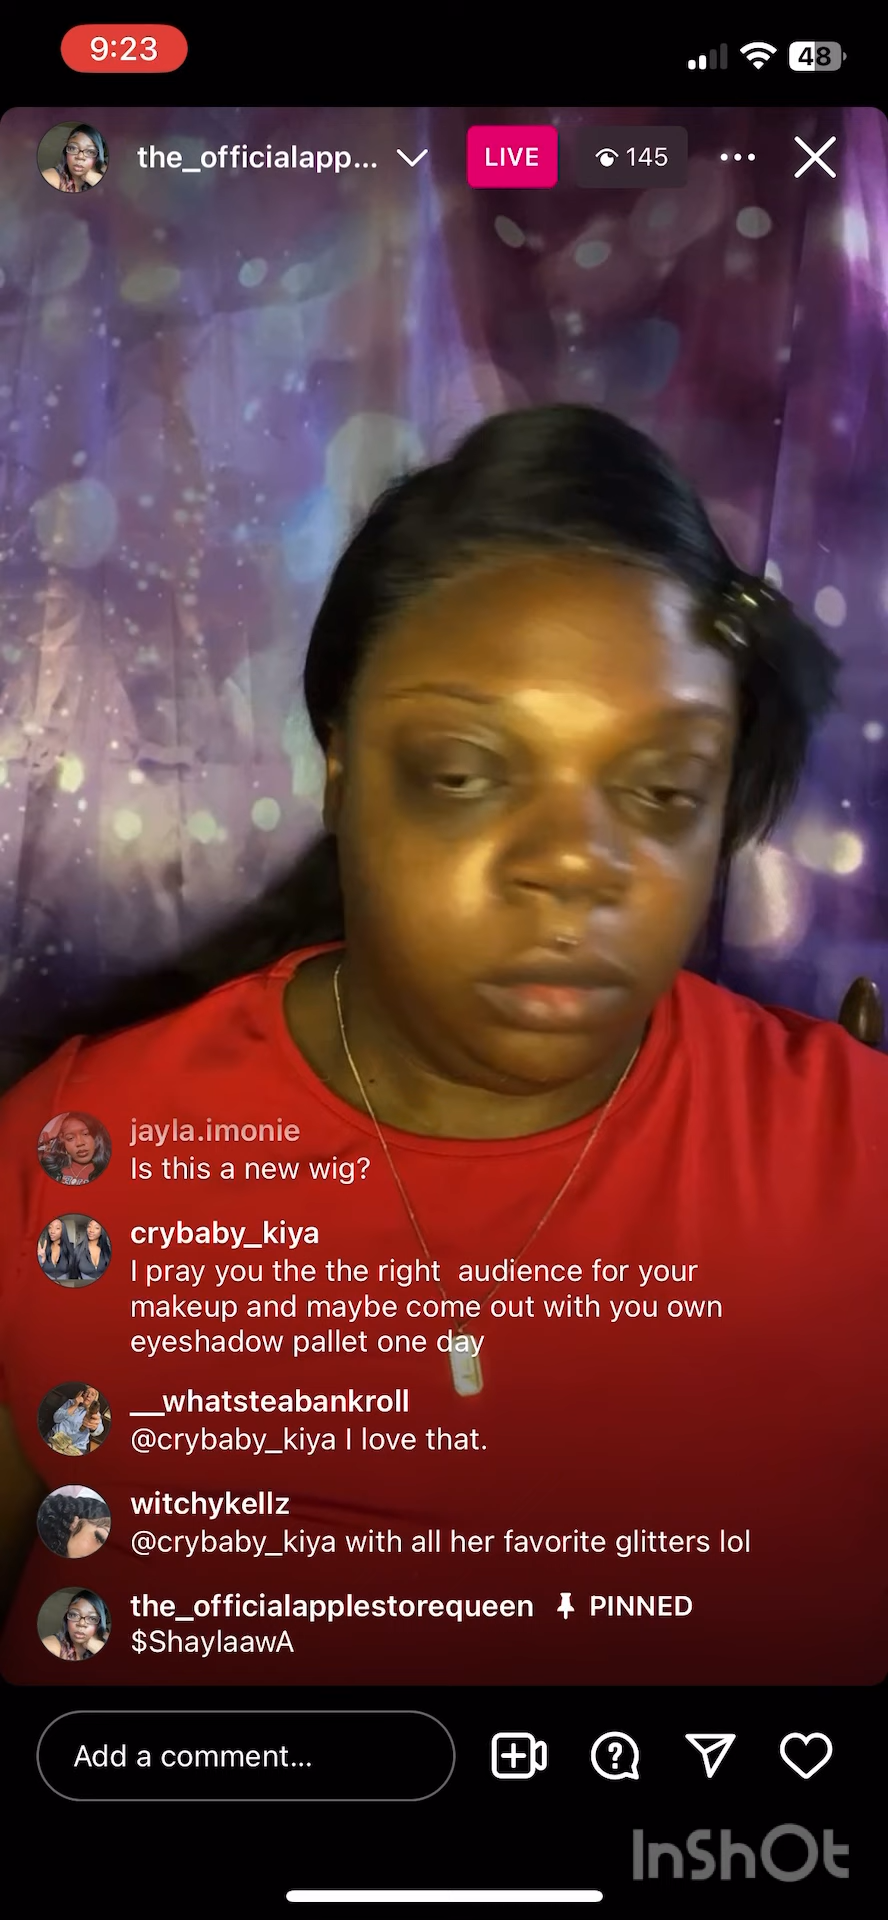 9:23
48
the_officialapp...
LIVE
145
jayla.imonie
Is this a new wig?
crybaby_kiya
I pray you the the right  audience for your
makeup and maybe come out with you own
eyeshadow pallet one day
__whatsteabankroll
@crybaby_kiya I love that.
witchykellz
@crybaby_kiya with all her favorite glitters lol
the_officialapplestorequeen PINNED
$ShaylaawA
Add a comment...
InShOt